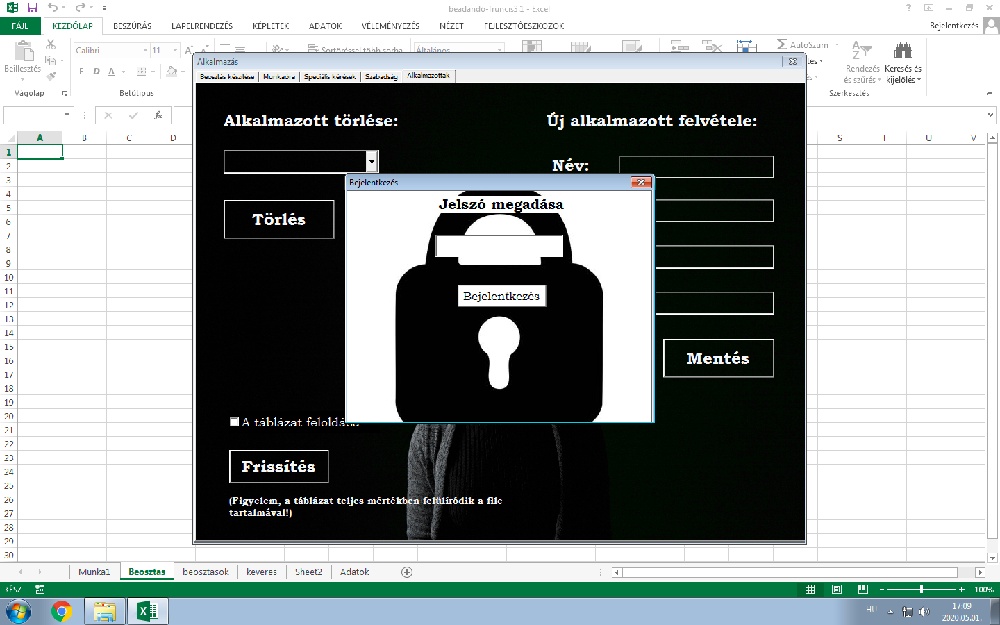 beadandó-fruncis3.1 - Excel
FÁJL KEZDŐLAP BESZÚRÁS LAPELRENDEZÉS KÉPLETEK ADATOK VÉLEMÉNYEZÉS NÉZET FEJLESZTŐESZKÖZÖK Bejelentkezés
Calibri 11 Sortöréssel több sorba Általános AutoSzum
Beillesztés
F D A
Rendezés és szűrés Keresés és kijelölés
Vágólap Betűtípus Szerkesztés
Alkalmazás
Beosztás készítése Munkaóra Speciális kérések Szabadság Alkalmazottak
A B C D S T U V
1
2
3
4
5
6
7
8
9
10
11
12
13
14
15
16
17
18
19
20
21
22
23
24
25
26
27
28
29
30
Alkalmazott törlése: Új alkalmazott felvétele:
Név:
Törlés
Bejelentkezés
Jelszó megadása
Bejelentkezés
Mentés
A táblázat feloldása
Frissítés
(Figyelem, a táblázat teljes mértékben felülíródik a file
tartalmával!)
Munka1 Beosztas beosztasok keveres Sheet2 Adatok
KÉSZ 100%
HU 17:09
2020.05.01.